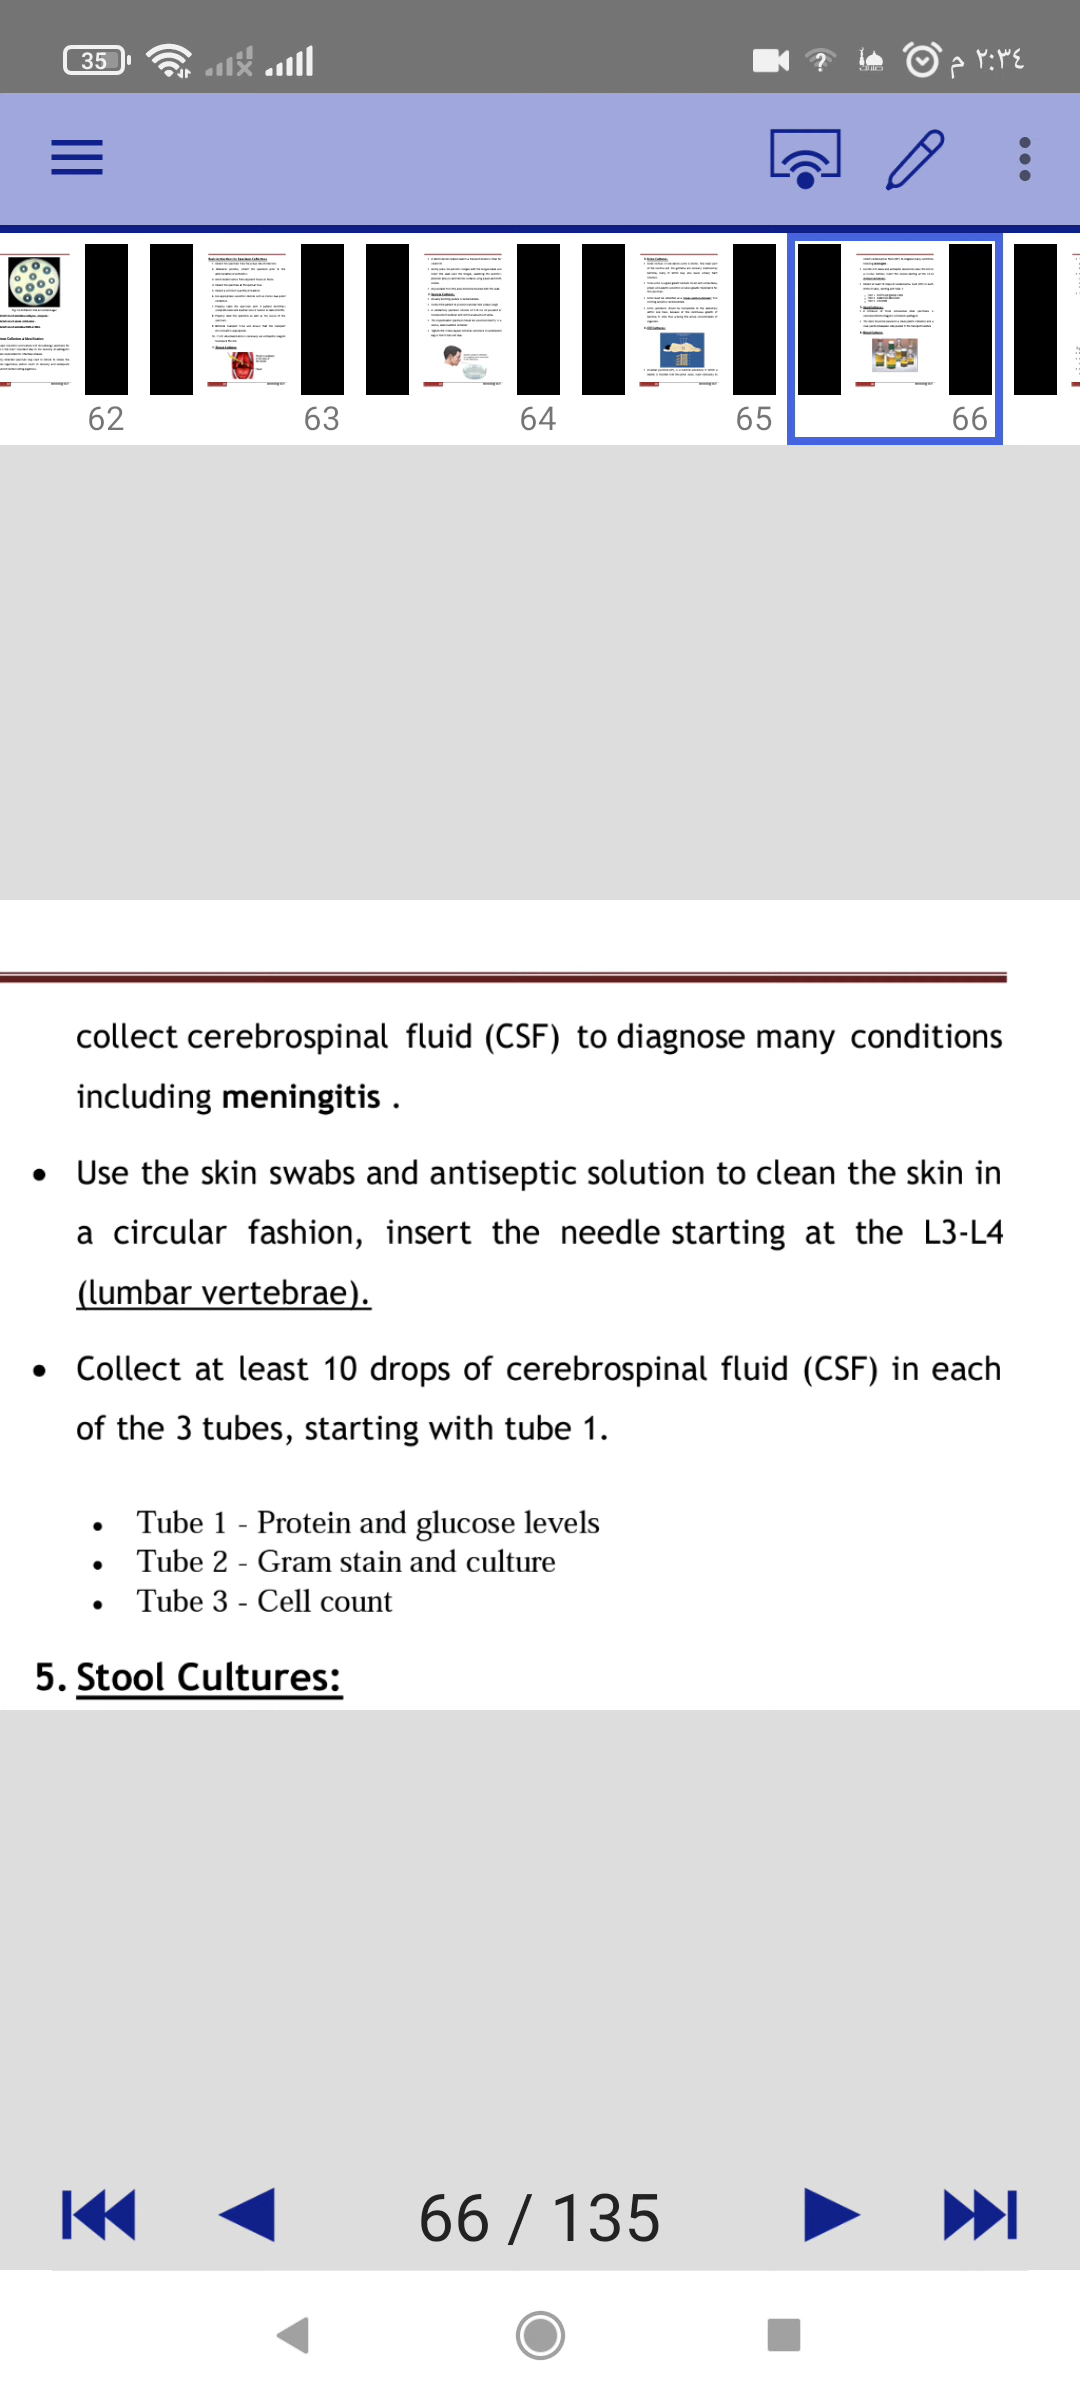 35
م ٢:٣٤
62
63
64
65
66
collect cerebrospinal fluid (CSF) to diagnose many conditions
including meningitis .
• Use the skin swabs and antiseptic solution to clean the skin in
a circular fashion, insert the needle starting at the L3-L4
(lumbar vertebrae).
• Collect at least 10 drops of cerebrospinal fluid (CSF) in each
of the 3 tubes, starting with tube 1.
• Tube 1 - Protein and glucose levels
• Tube 2 - Gram stain and culture
• Tube 3 - Cell count
5. Stool Cultures:
66 / 135